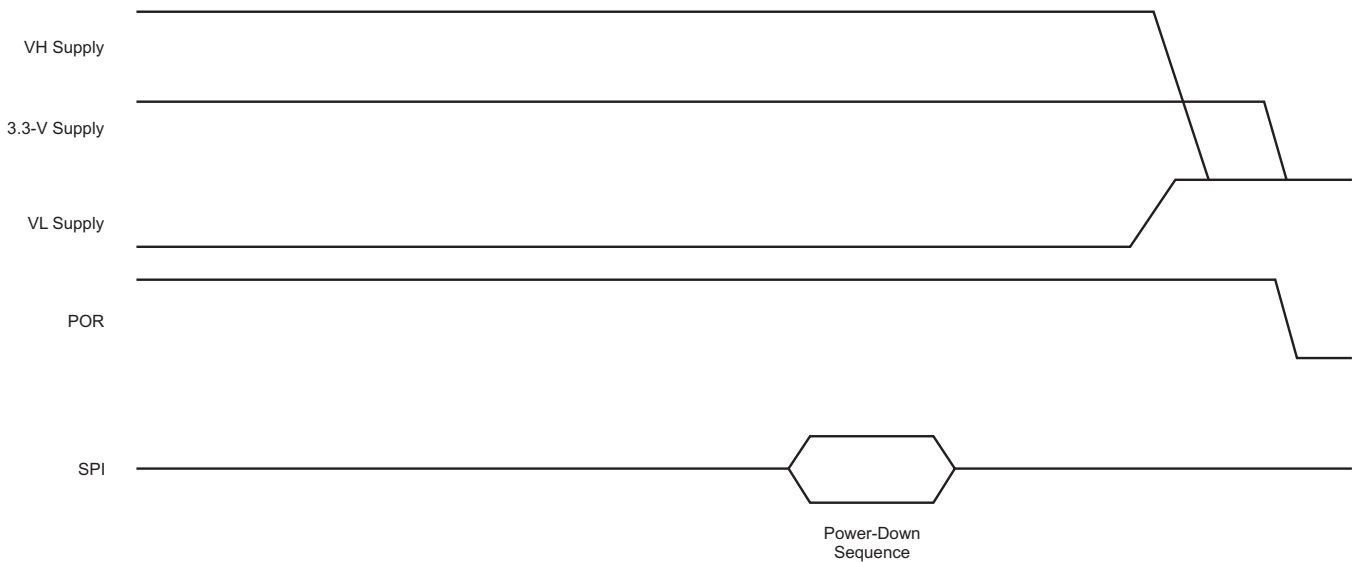 VH Supply
3.3-V Supply
VL Supply
POR
SPI
Power-Down
Sequence